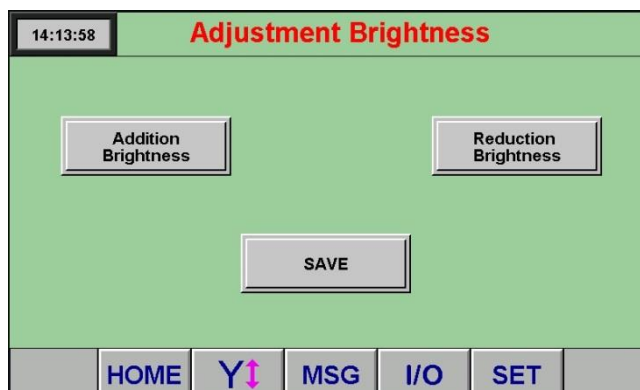 14:13:58
Adjustment Brightness
Addition
Brightness
Reduction
Brightness
SAVE
HOME Y MSG I/O SET